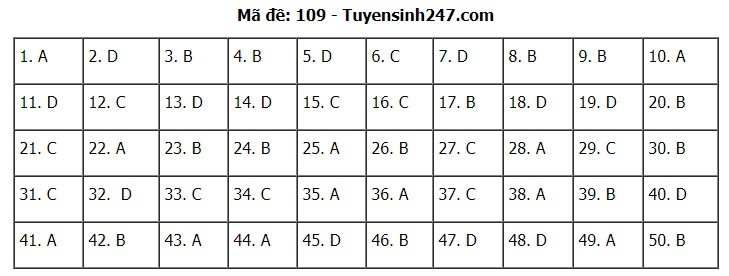 Mã đề: 109 - Tuyensinh247.com
1. A 2. D 3. B 4. B 5. D 6. C 7. D 8. B 9. B 10. A
11. D 12. C 13. D 14. D 15. C 16. C 17. B 18. D 19. D 20. B
21. C 22. A 23. B 24. B 25. A 26. B 27. C 28. A 29. C 30. B
31. C 32. D 33. C 34. C 35. A 36. A 37. C 38. A 39. B 40. D
41. A 42. B 43. A 44. A 45. D 46. B 47. D 48. D 49. A 50. B